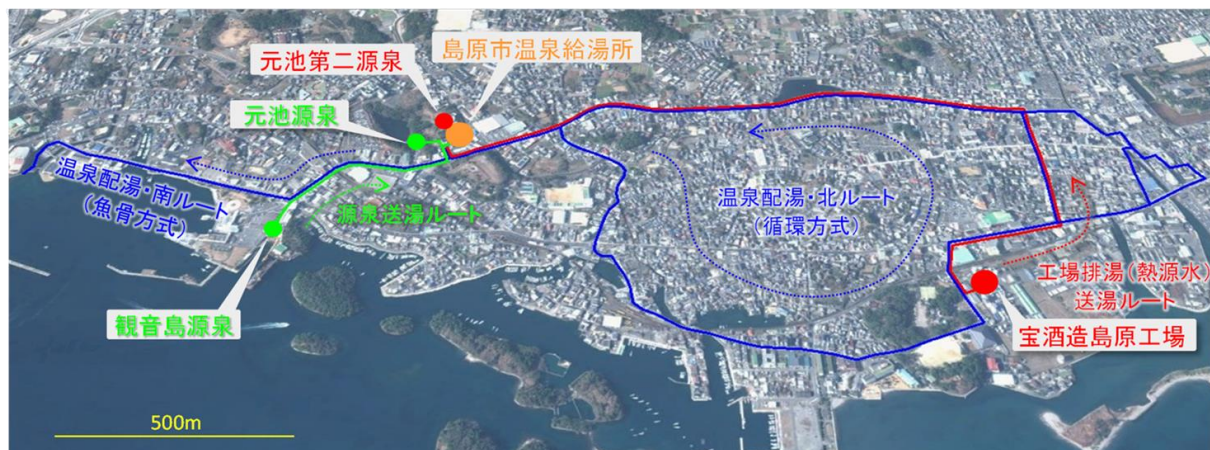 元池第二源泉
島原市温泉給湯所
元池源泉
温泉配湯・南ルート
(魚骨方式)
源泉送湯ルート
観音島源泉
温泉配湯・北ルート
(循環方式)
工場排湯(熱源水)
送湯ルート
宝酒造島原工場
500m